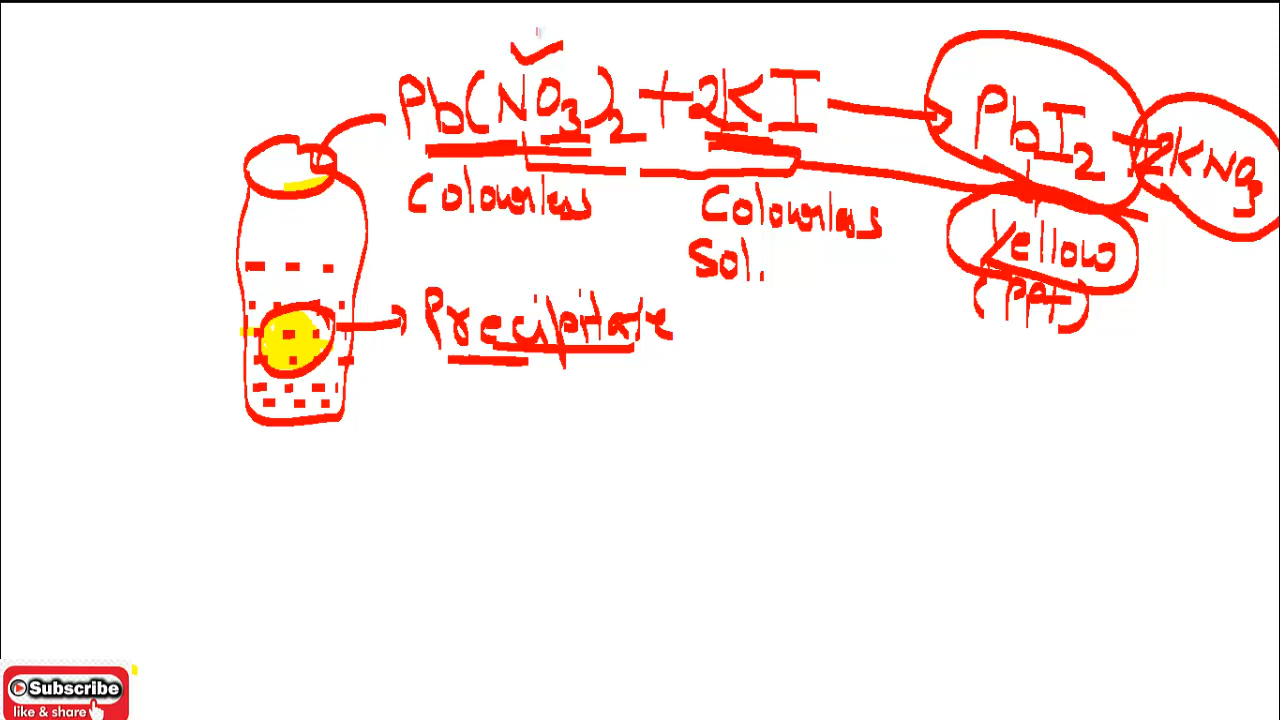 Pb(NO3)2 + 2KI → PbI2 + 2KNO3
Colourless Colourless Yellow
Sol. (PPt)
Precipitate
Subscribe
like & share